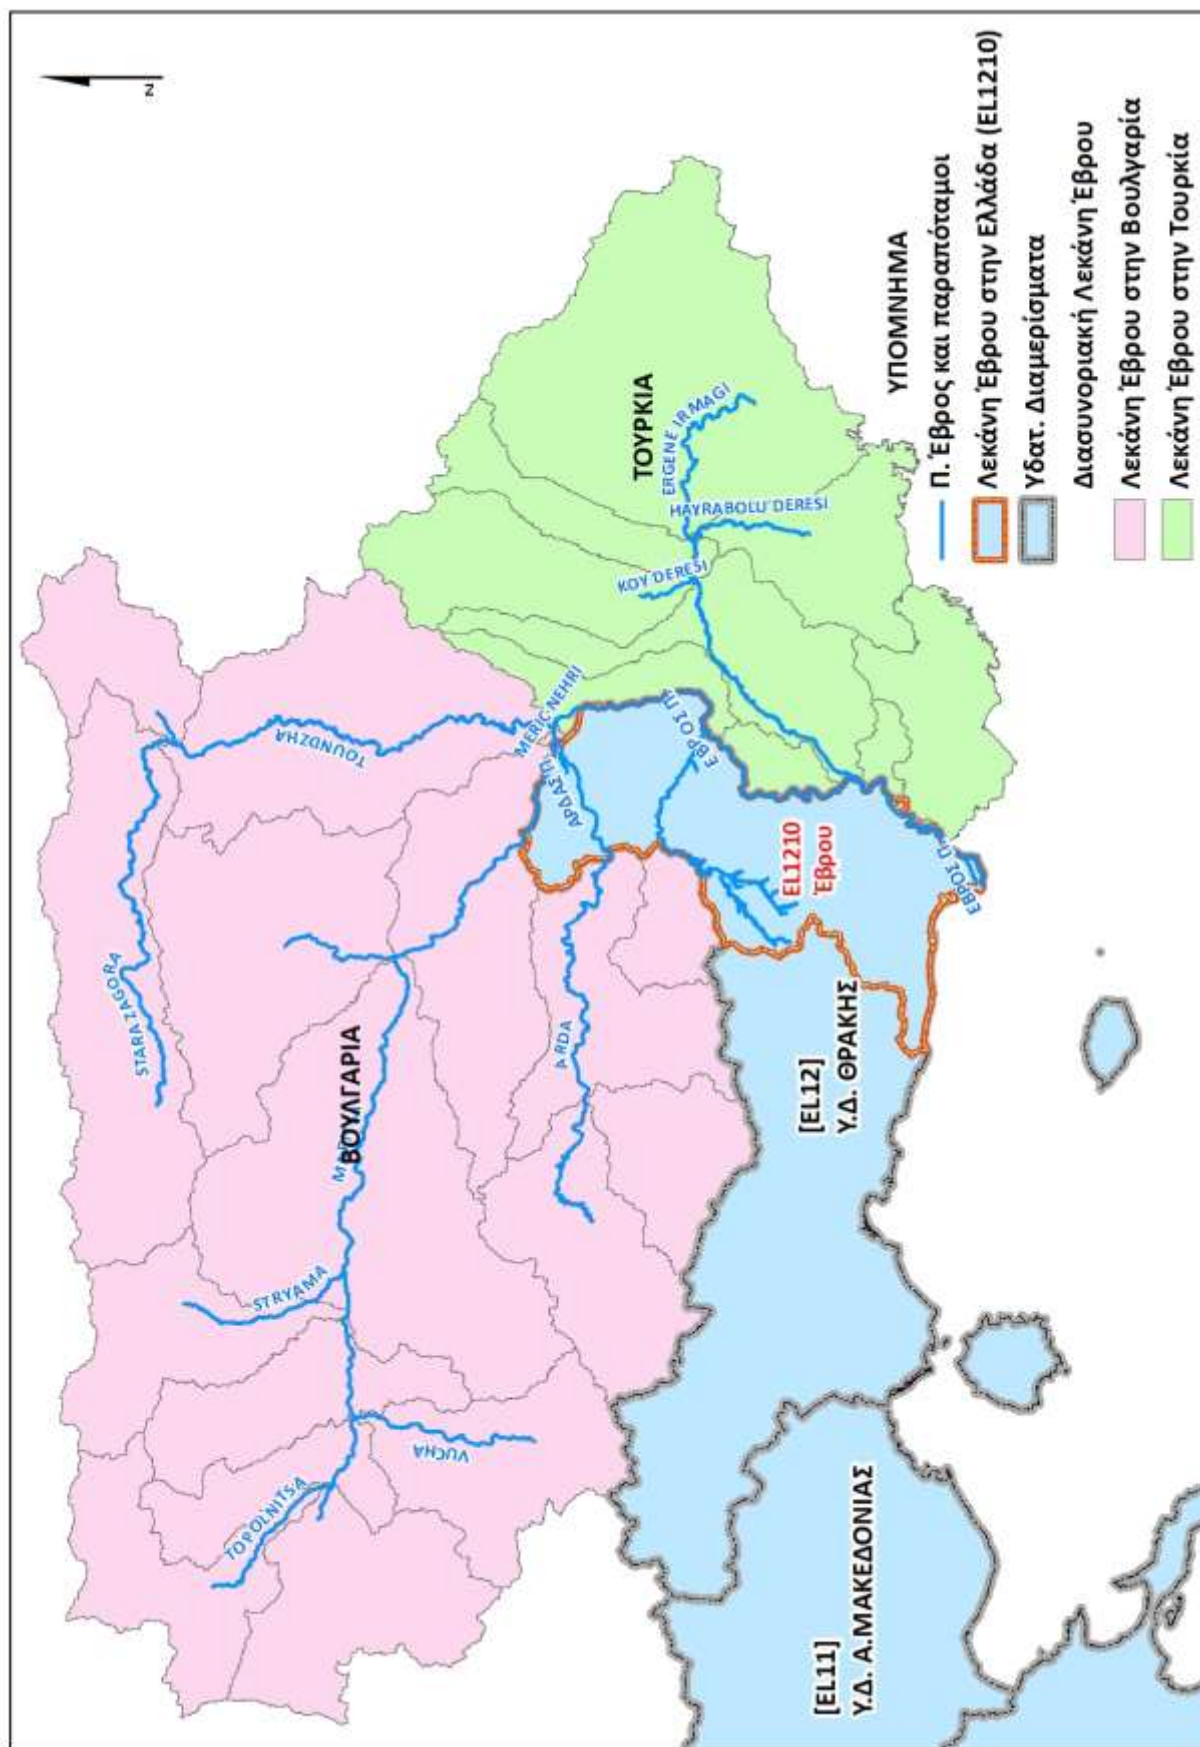 N
STARA ZAGORA
TOUNDZHA
TOPOLNITSA
STRYAMA
VUCHA
ΒΟΥΛΓΑΡΙΑ
ARDA
ΑΡΔΑΣ Π.
MERIC NEHRI
ΕΒΡΟΣ Π.
ΤΟΥΡΚΙΑ
ERGENE IRMAGI
HAYRABOLU DERESI
KOY DERESI
EL1210
Έβρου
ΕΒΡΟΣ Π.
[EL12]
Υ.Δ. ΘΡΑΚΗΣ
[EL11]
Υ.Δ. Α.ΜΑΚΕΔΟΝΙΑΣ
ΥΠΟΜΝΗΜΑ
Π. Έβρος και παραπόταμοι
Λεκάνη Έβρου στην Ελλάδα (EL1210)
Υδατ. Διαμερίσματα
Διασυνοριακή Λεκάνη Έβρου
Λεκάνη Έβρου στην Βουλγαρία
Λεκάνη Έβρου στην Τουρκία